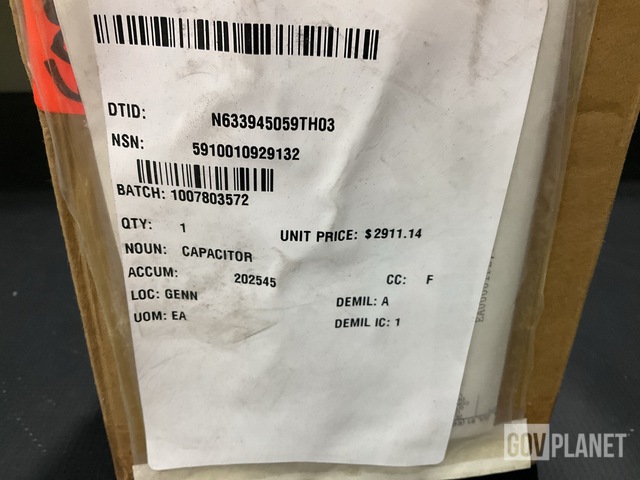 DTID: N633945059TH03
NSN: 5910010929132
BATCH: 1007803572
QTY: 1 UNIT PRICE: $2911.14
NOUN: CAPACITOR
ACCUM: 202545 CC: F
LOC: GENN DEMIL: A
UOM: EA DEMIL IC: 1
GOVPLANET